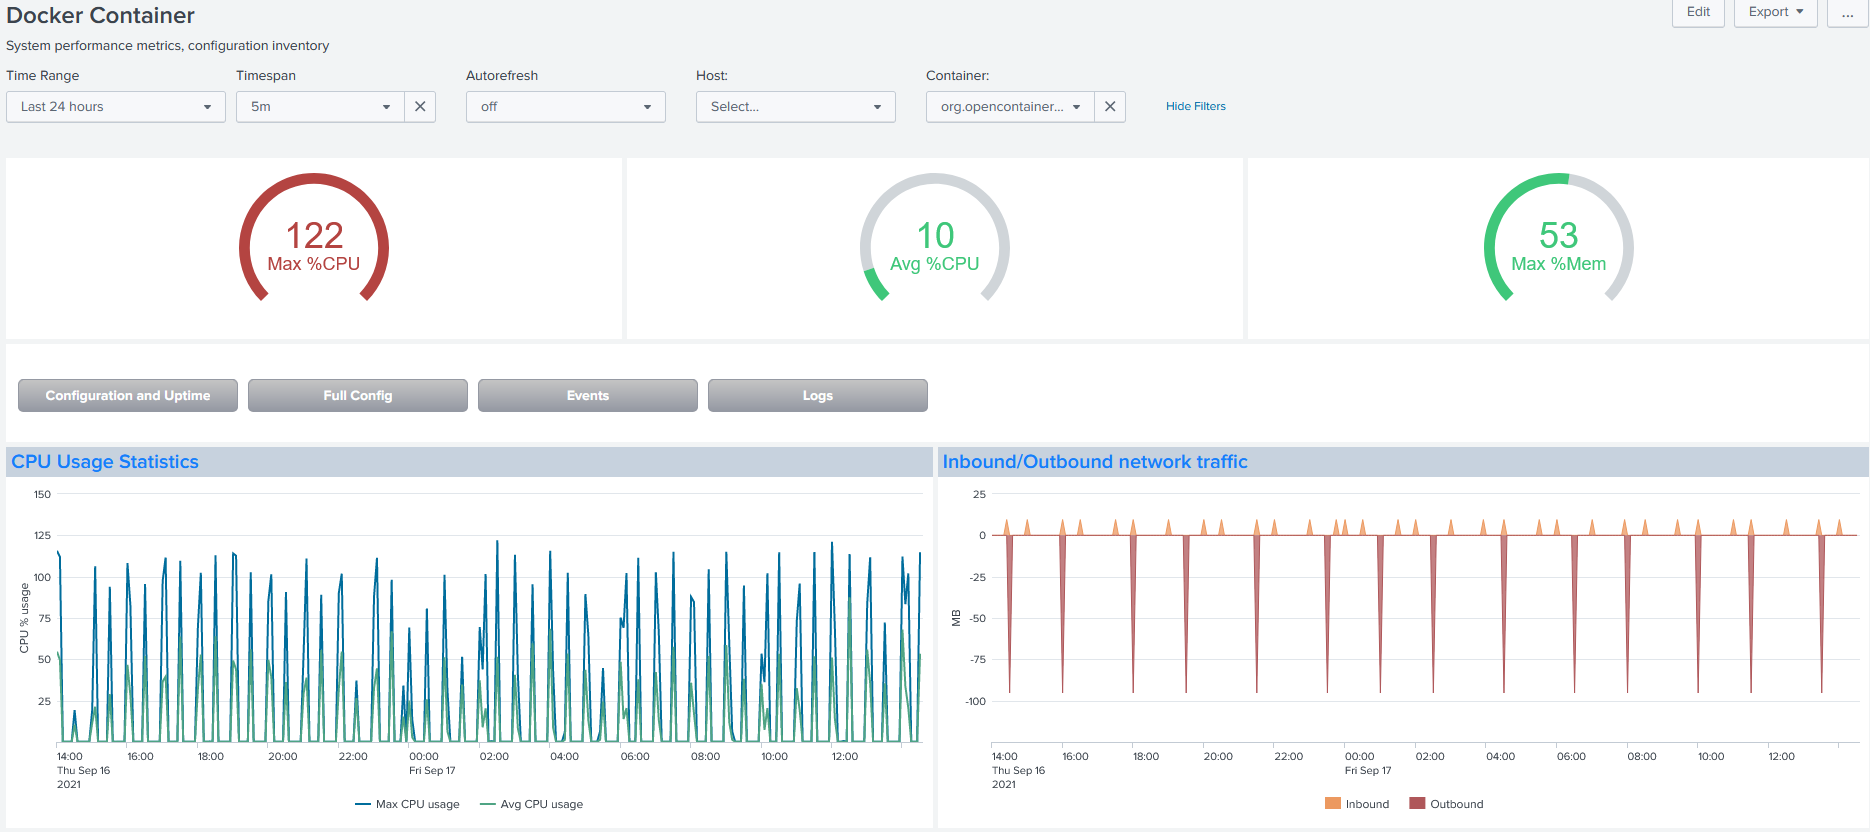 Docker Container
Edit
Export
...
System performance metrics, configuration inventory
Time Range
Timespan
Autorefresh
Host:
Container:
Last 24 hours
5m
off
Select...
org.opencontainer...
Hide Filters
122
Max %CPU
10
Avg %CPU
53
Max %Mem
Configuration and Uptime
Full Config
Events
Logs
CPU Usage Statistics
150
125
100
75
50
25
CPU % usage
14:00
Thu Sep 16
2021
16:00
18:00
20:00
22:00
00:00
Fri Sep 17
02:00
04:00
06:00
08:00
10:00
12:00
Max CPU usage
Avg CPU usage
Inbound/Outbound network traffic
25
0
-25
-50
-75
-100
MB
14:00
Thu Sep 16
2021
16:00
18:00
20:00
22:00
00:00
Fri Sep 17
02:00
04:00
06:00
08:00
10:00
12:00
Inbound
Outbound